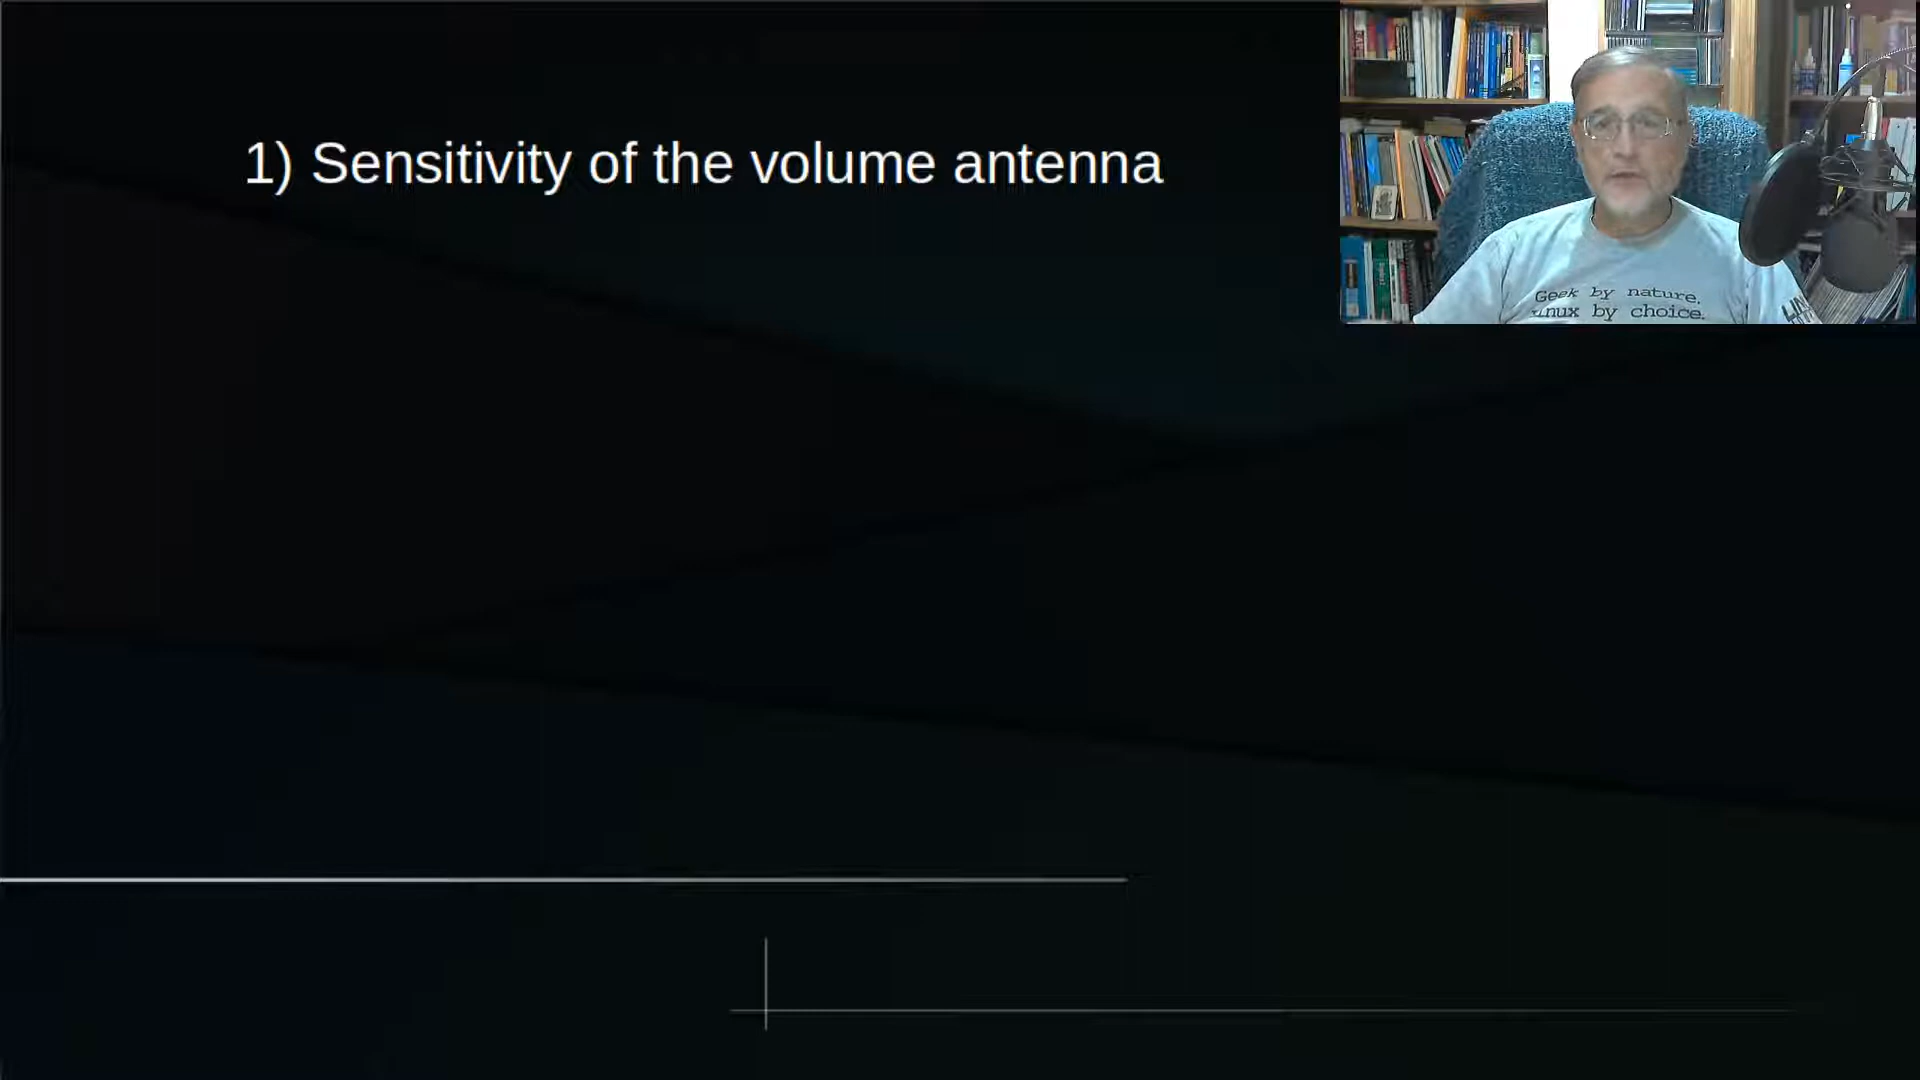 1) Sensitivity of the volume antenna
Geek by nature,
Linux by choice.